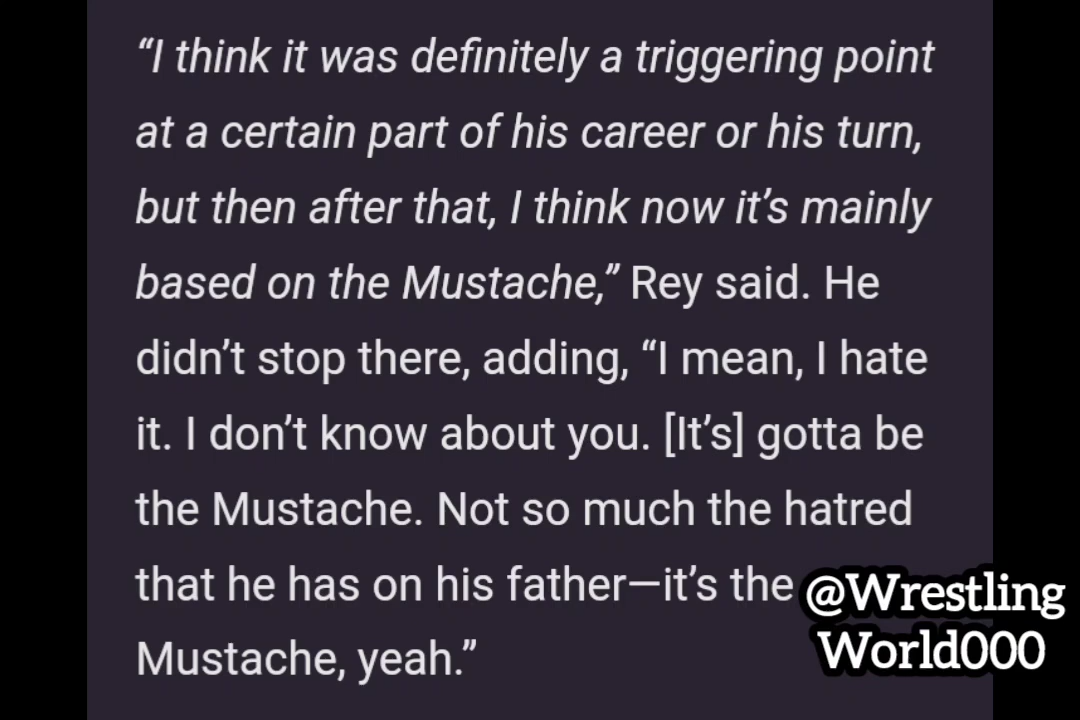 “I think it was definitely a triggering point
at a certain part of his career or his turn,
but then after that, I think now it’s mainly
based on the Mustache,” Rey said. He
didn’t stop there, adding, “I mean, I hate
it. I don’t know about you. [It’s] gotta be
the Mustache. Not so much the hatred
that he has on his father—it’s the
Mustache, yeah.”
@Wrestling
World000